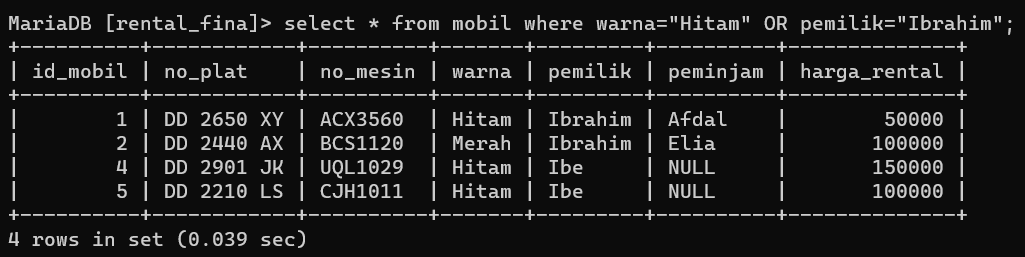 MariaDB [rental_fina]> select * from mobil where warna="Hitam" OR pemilik="Ibrahim";
+----------+------------+----------+-------+---------+----------+--------------+
| id_mobil | no_plat    | no_mesin | warna | pemilik | peminjam | harga_rental |
+----------+------------+----------+-------+---------+----------+--------------+
|        1 | DD 2650 XY | ACX3560  | Hitam | Ibrahim | Afdal    |        50000 |
|        2 | DD 2440 AX | BCS1120  | Merah | Ibrahim | Elia     |       100000 |
|        4 | DD 2901 JK | UQL1029  | Hitam | Ibe     | NULL     |       150000 |
|        5 | DD 2210 LS | CJH1011  | Hitam | Ibe     | NULL     |       100000 |
+----------+------------+----------+-------+---------+----------+--------------+
4 rows in set (0.039 sec)